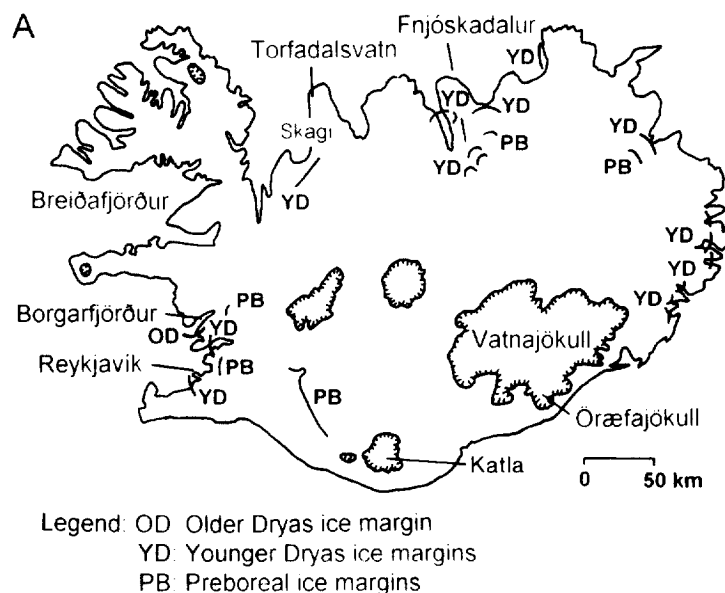 A
Fnjóskadalur
Torfadalsvatn
YD
Skagi
YD
YD
YD
PB
YD
YD
PB
YD
Breiðafjörður
YD
YD
YD
Borgarfjörður
PB
OD
YD
Vatnajökull
Reykjavik
PB
PB
YD
Öræfajökull
Katla
0 50 km
Legend: OD Older Dryas ice margin
YD: Younger Dryas ice margins
PB: Preboreal ice margins